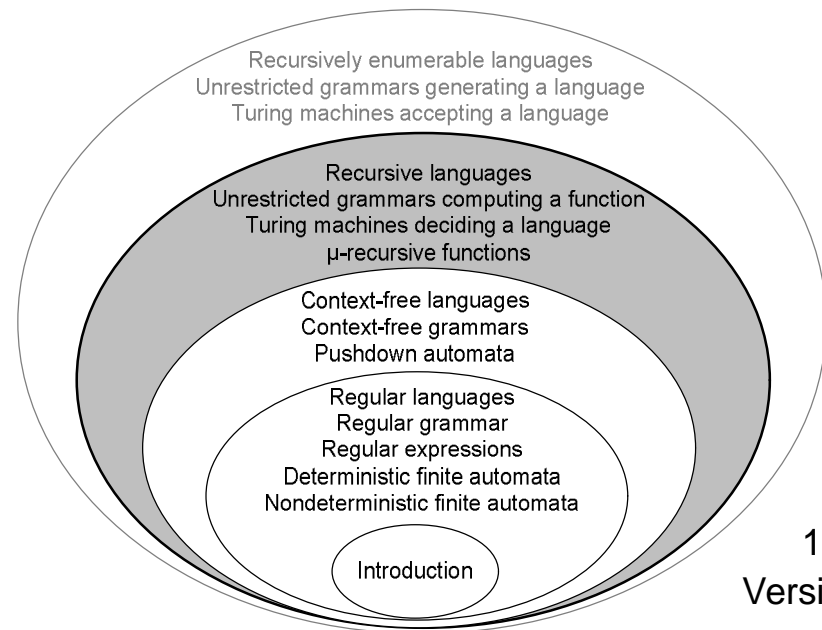 Recursively enumerable languages
Unrestricted grammars generating a language
Turing machines accepting a language
Recursive languages
Unrestricted grammars computing a function
Turing machines deciding a language
μ-recursive functions
Context-free languages
Context-free grammars
Pushdown automata
Regular languages
Regular grammar
Regular expressions
Deterministic finite automata
Nondeterministic finite automata
Introduction
1
Versi